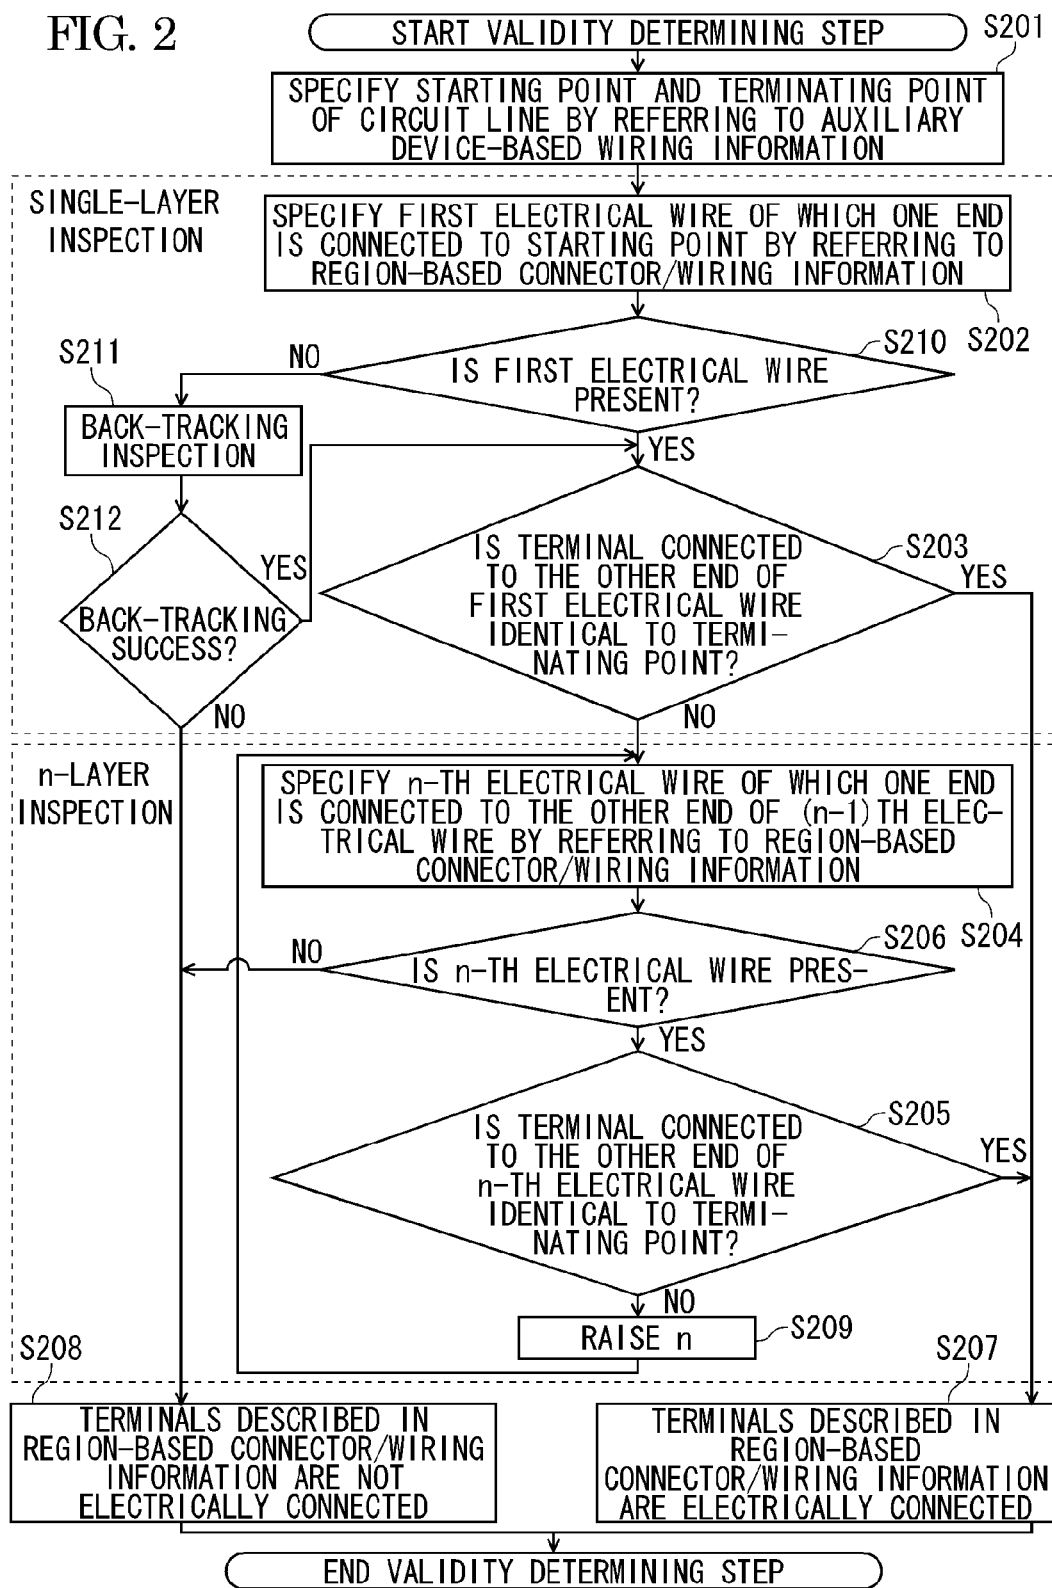 FIG. 2
START VALIDITY DETERMINING STEP
S201
SPECIFY STARTING POINT AND TERMINATING POINT
OF CIRCUIT LINE BY REFERRING TO AUXILIARY
DEVICE-BASED WIRING INFORMATION
SINGLE-LAYER
INSPECTION
SPECIFY FIRST ELECTRICAL WIRE OF WHICH ONE END
IS CONNECTED TO STARTING POINT BY REFERRING TO
REGION-BASED CONNECTOR/WIRING INFORMATION
S202
S210
IS FIRST ELECTRICAL WIRE
PRESENT?
NO
YES
S211
BACK-TRACKING
INSPECTION
S212
BACK-TRACKING
SUCCESS?
YES
NO
S203
IS TERMINAL CONNECTED
TO THE OTHER END OF
FIRST ELECTRICAL WIRE
IDENTICAL TO TERMI-
NATING POINT?
YES
NO
n-LAYER
INSPECTION
SPECIFY n-TH ELECTRICAL WIRE OF WHICH ONE END
IS CONNECTED TO THE OTHER END OF (n-1)TH ELEC-
TRICAL WIRE BY REFERRING TO REGION-BASED
CONNECTOR/WIRING INFORMATION
S204
S206
NO
IS n-TH ELECTRICAL WIRE PRES-
ENT?
YES
S205
IS TERMINAL CONNECTED
TO THE OTHER END OF
n-TH ELECTRICAL WIRE
IDENTICAL TO TERMI-
NATING POINT?
YES
NO
RAISE n
S209
S208
TERMINALS DESCRIBED IN
REGION-BASED CONNECTOR/WIRING
INFORMATION ARE NOT
ELECTRICALLY CONNECTED
S207
TERMINALS DESCRIBED IN
REGION-BASED
CONNECTOR/WIRING INFORMATION
ARE ELECTRICALLY CONNECTED
END VALIDITY DETERMINING STEP